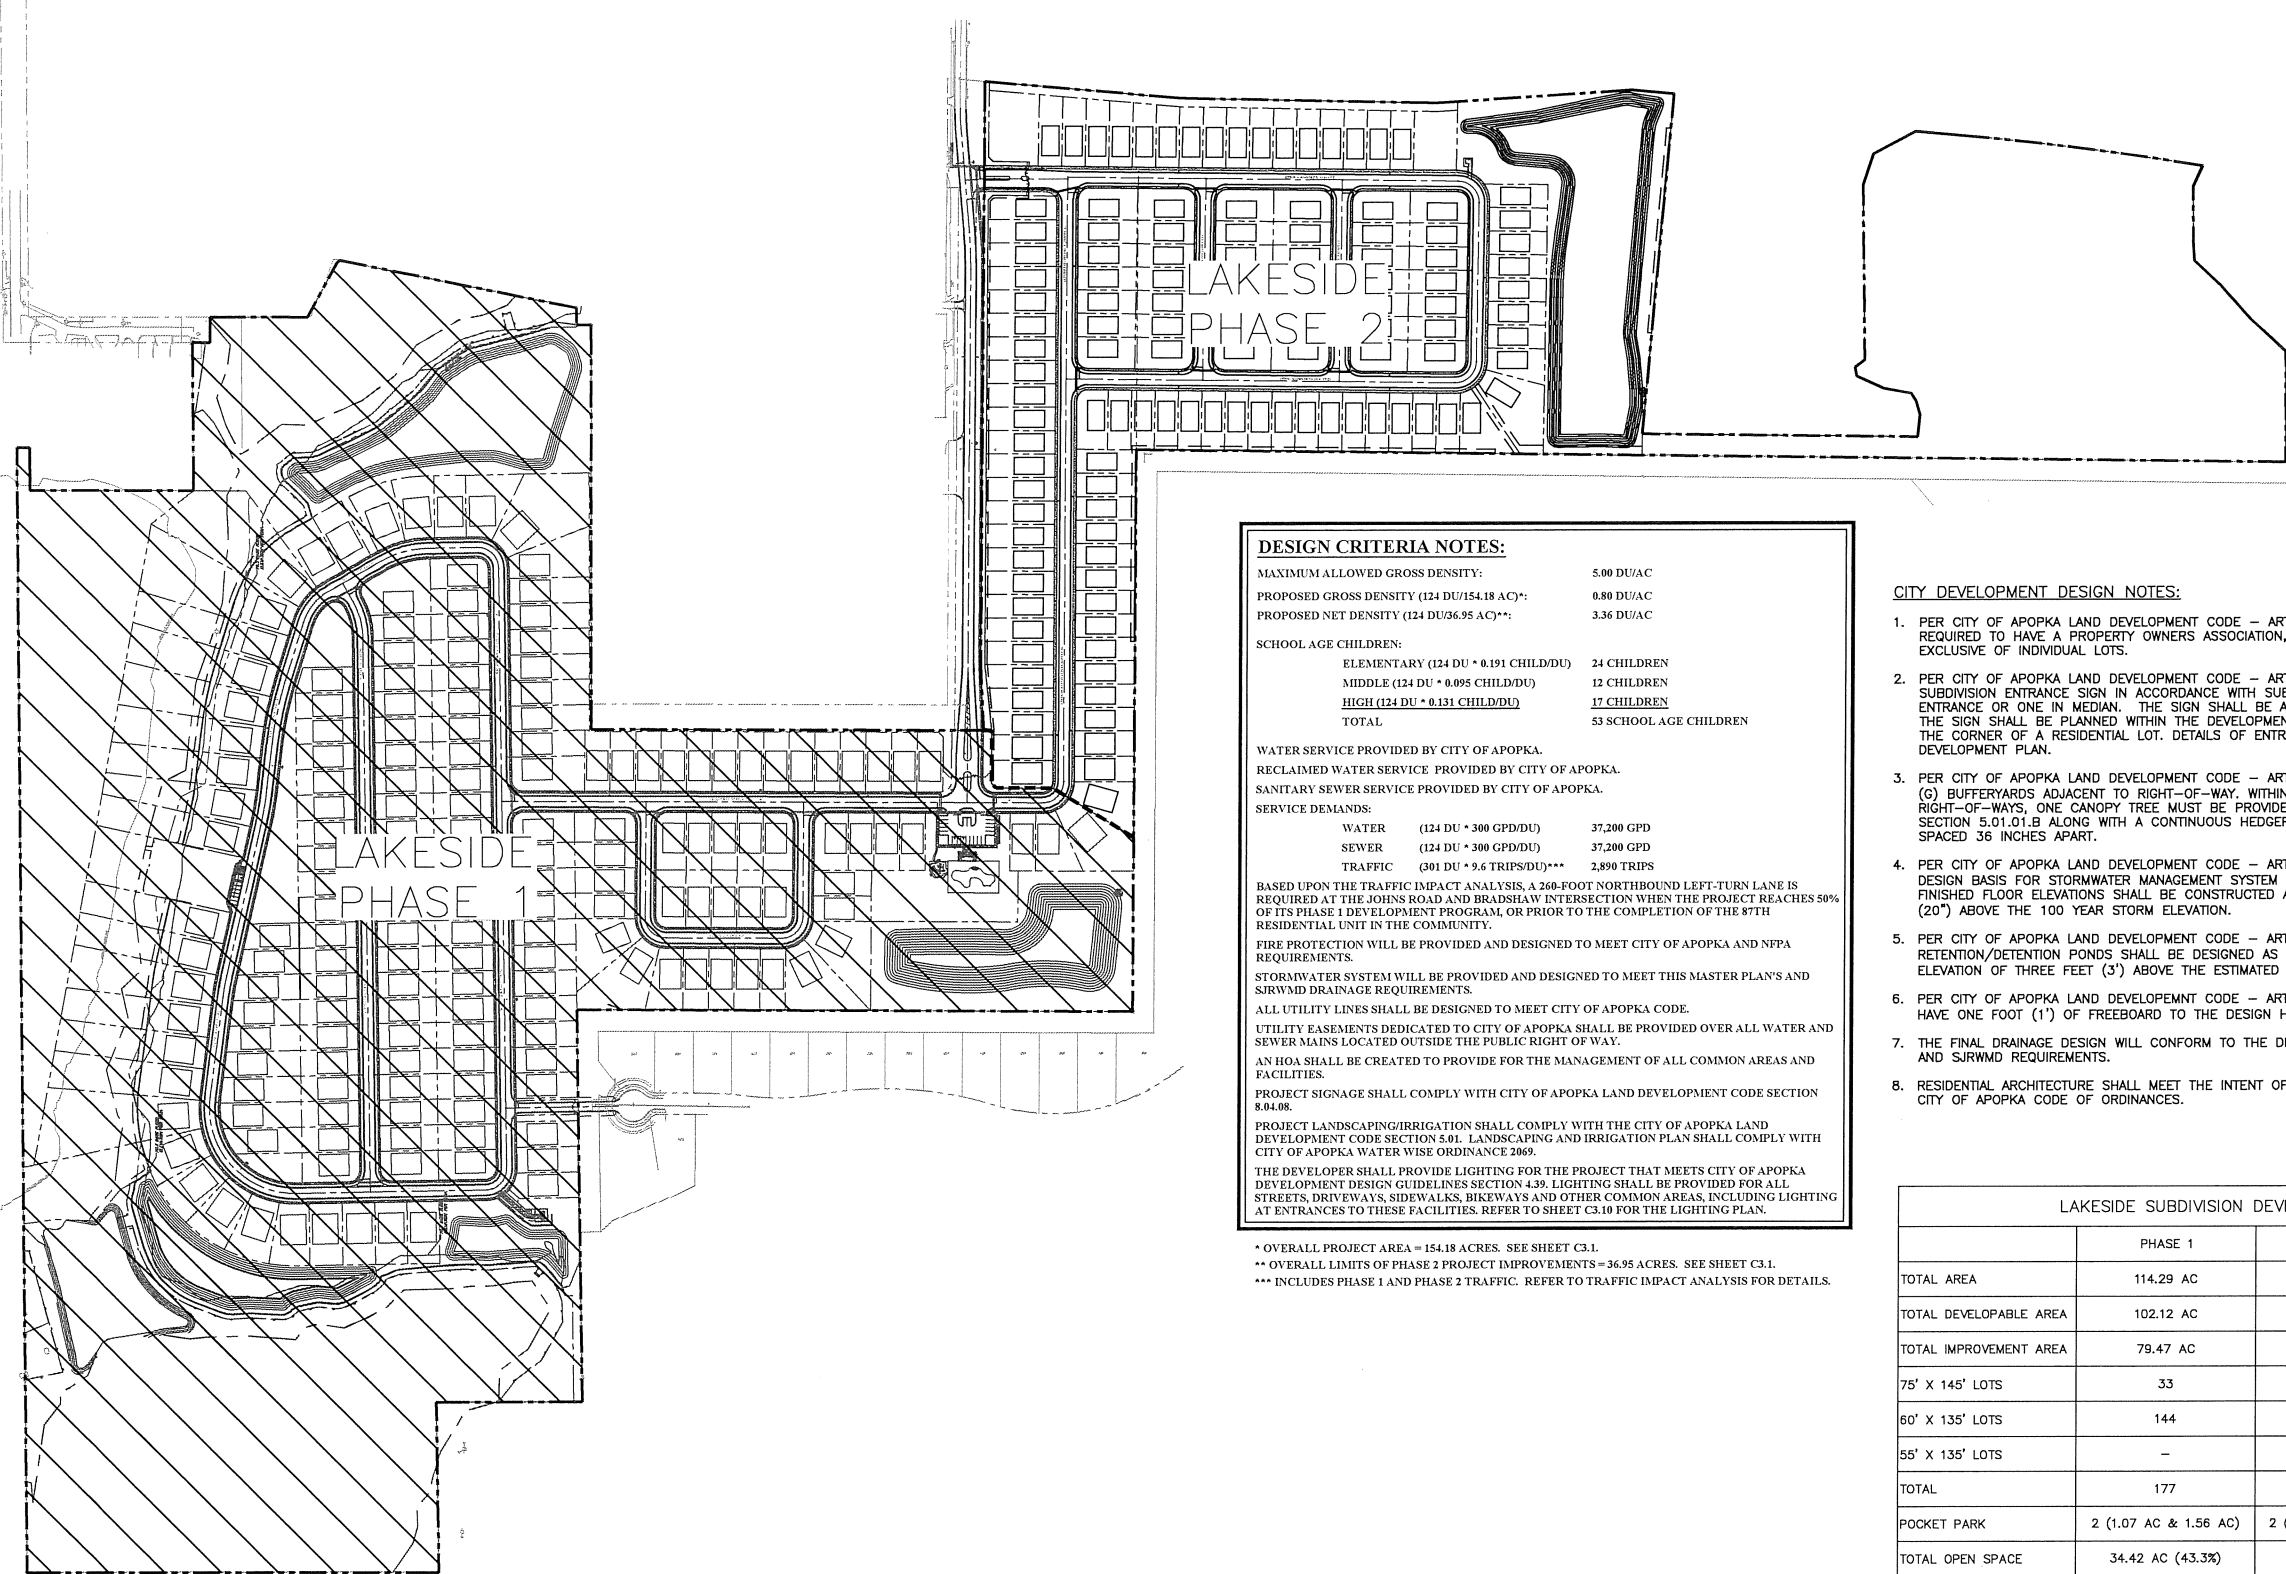 LAKESIDE
PHASE 2
LAKESIDE
PHASE 1
DESIGN CRITERIA NOTES:
MAXIMUM ALLOWED GROSS DENSITY: 5.00 DU/AC
PROPOSED GROSS DENSITY (124 DU/154.18 AC)*: 0.80 DU/AC
PROPOSED NET DENSITY (124 DU/36.95 AC)**: 3.36 DU/AC
SCHOOL AGE CHILDREN:
ELEMENTARY (124 DU * 0.191 CHILD/DU) 24 CHILDREN
MIDDLE (124 DU * 0.095 CHILD/DU) 12 CHILDREN
HIGH (124 DU * 0.131 CHILD/DU) 17 CHILDREN
TOTAL 53 SCHOOL AGE CHILDREN
WATER SERVICE PROVIDED BY CITY OF APOPKA.
RECLAIMED WATER SERVICE PROVIDED BY CITY OF APOPKA.
SANITARY SEWER SERVICE PROVIDED BY CITY OF APOPKA.
SERVICE DEMANDS:
WATER (124 DU * 300 GPD/DU) 37,200 GPD
SEWER (124 DU * 300 GPD/DU) 37,200 GPD
TRAFFIC (301 DU * 9.6 TRIPS/DU)*** 2,890 TRIPS
BASED UPON THE TRAFFIC IMPACT ANALYSIS, A 260-FOOT NORTHBOUND LEFT-TURN LANE IS
REQUIRED AT THE JOHNS ROAD AND BRADSHAW INTERSECTION WHEN THE PROJECT REACHES 50%
OF ITS PHASE 1 DEVELOPMENT PROGRAM, OR PRIOR TO THE COMPLETION OF THE 87TH
RESIDENTIAL UNIT IN THE COMMUNITY.
FIRE PROTECTION WILL BE PROVIDED AND DESIGNED TO MEET CITY OF APOPKA AND NFPA
REQUIREMENTS.
STORMWATER SYSTEM WILL BE PROVIDED AND DESIGNED TO MEET THIS MASTER PLAN'S AND
SJRWMD DRAINAGE REQUIREMENTS.
ALL UTILITY LINES SHALL BE DESIGNED TO MEET CITY OF APOPKA CODE.
UTILITY EASEMENTS DEDICATED TO CITY OF APOPKA SHALL BE PROVIDED OVER ALL WATER AND
SEWER MAINS LOCATED OUTSIDE THE PUBLIC RIGHT OF WAY.
AN HOA SHALL BE CREATED TO PROVIDE FOR THE MANAGEMENT OF ALL COMMON AREAS AND
FACILITIES.
PROJECT SIGNAGE SHALL COMPLY WITH CITY OF APOPKA LAND DEVELOPMENT CODE SECTION
8.04.08.
PROJECT LANDSCAPING/IRRIGATION SHALL COMPLY WITH THE CITY OF APOPKA LAND
DEVELOPMENT CODE SECTION 5.01. LANDSCAPING AND IRRIGATION PLAN SHALL COMPLY WITH
CITY OF APOPKA WATER WISE ORDINANCE 2069.
THE DEVELOPER SHALL PROVIDE LIGHTING FOR THE PROJECT THAT MEETS CITY OF APOPKA
DEVELOPMENT DESIGN GUIDELINES SECTION 4.39. LIGHTING SHALL BE PROVIDED FOR ALL
STREETS, DRIVEWAYS, SIDEWALKS, BIKEWAYS AND OTHER COMMON AREAS, INCLUDING LIGHTING
AT ENTRANCES TO THESE FACILITIES. REFER TO SHEET C3.10 FOR THE LIGHTING PLAN.
* OVERALL PROJECT AREA = 154.18 ACRES. SEE SHEET C3.1.
** OVERALL LIMITS OF PHASE 2 PROJECT IMPROVEMENTS = 36.95 ACRES. SEE SHEET C3.1.
*** INCLUDES PHASE 1 AND PHASE 2 TRAFFIC. REFER TO TRAFFIC IMPACT ANALYSIS FOR DETAILS.
CITY DEVELOPMENT DESIGN NOTES:
1. PER CITY OF APOPKA LAND DEVELOPMENT CODE – ART
REQUIRED TO HAVE A PROPERTY OWNERS ASSOCIATION,
EXCLUSIVE OF INDIVIDUAL LOTS.
2. PER CITY OF APOPKA LAND DEVELOPMENT CODE – ART
SUBDIVISION ENTRANCE SIGN IN ACCORDANCE WITH SUB
ENTRANCE OR ONE IN MEDIAN. THE SIGN SHALL BE A
THE SIGN SHALL BE PLANNED WITHIN THE DEVELOPMEN
THE CORNER OF A RESIDENTIAL LOT. DETAILS OF ENTR
DEVELOPMENT PLAN.
3. PER CITY OF APOPKA LAND DEVELOPMENT CODE – ART
(G) BUFFERYARDS ADJACENT TO RIGHT–OF–WAY. WITHIN
RIGHT–OF–WAYS, ONE CANOPY TREE MUST BE PROVIDE
SECTION 5.01.01.B ALONG WITH A CONTINUOUS HEDGER
SPACED 36 INCHES APART.
4. PER CITY OF APOPKA LAND DEVELOPMENT CODE – ART
DESIGN BASIS FOR STORMWATER MANAGEMENT SYSTEM
FINISHED FLOOR ELEVATIONS SHALL BE CONSTRUCTED A
(20") ABOVE THE 100 YEAR STORM ELEVATION.
5. PER CITY OF APOPKA LAND DEVELOPMENT CODE – ART
RETENTION/DETENTION PONDS SHALL BE DESIGNED AS
ELEVATION OF THREE FEET (3') ABOVE THE ESTIMATED
6. PER CITY OF APOPKA LAND DEVELOPEMNT CODE – ART
HAVE ONE FOOT (1') OF FREEBOARD TO THE DESIGN H
7. THE FINAL DRAINAGE DESIGN WILL CONFORM TO THE DE
AND SJRWMD REQUIREMENTS.
8. RESIDENTIAL ARCHITECTURE SHALL MEET THE INTENT OF
CITY OF APOPKA CODE OF ORDINANCES.
LAKESIDE SUBDIVISION DEVE
PHASE 1
TOTAL AREA 114.29 AC
TOTAL DEVELOPABLE AREA 102.12 AC
TOTAL IMPROVEMENT AREA 79.47 AC
75' X 145' LOTS 33
60' X 135' LOTS 144
55' X 135' LOTS –
TOTAL 177
POCKET PARK 2 (1.07 AC & 1.56 AC) 2 (
TOTAL OPEN SPACE 34.42 AC (43.3%)